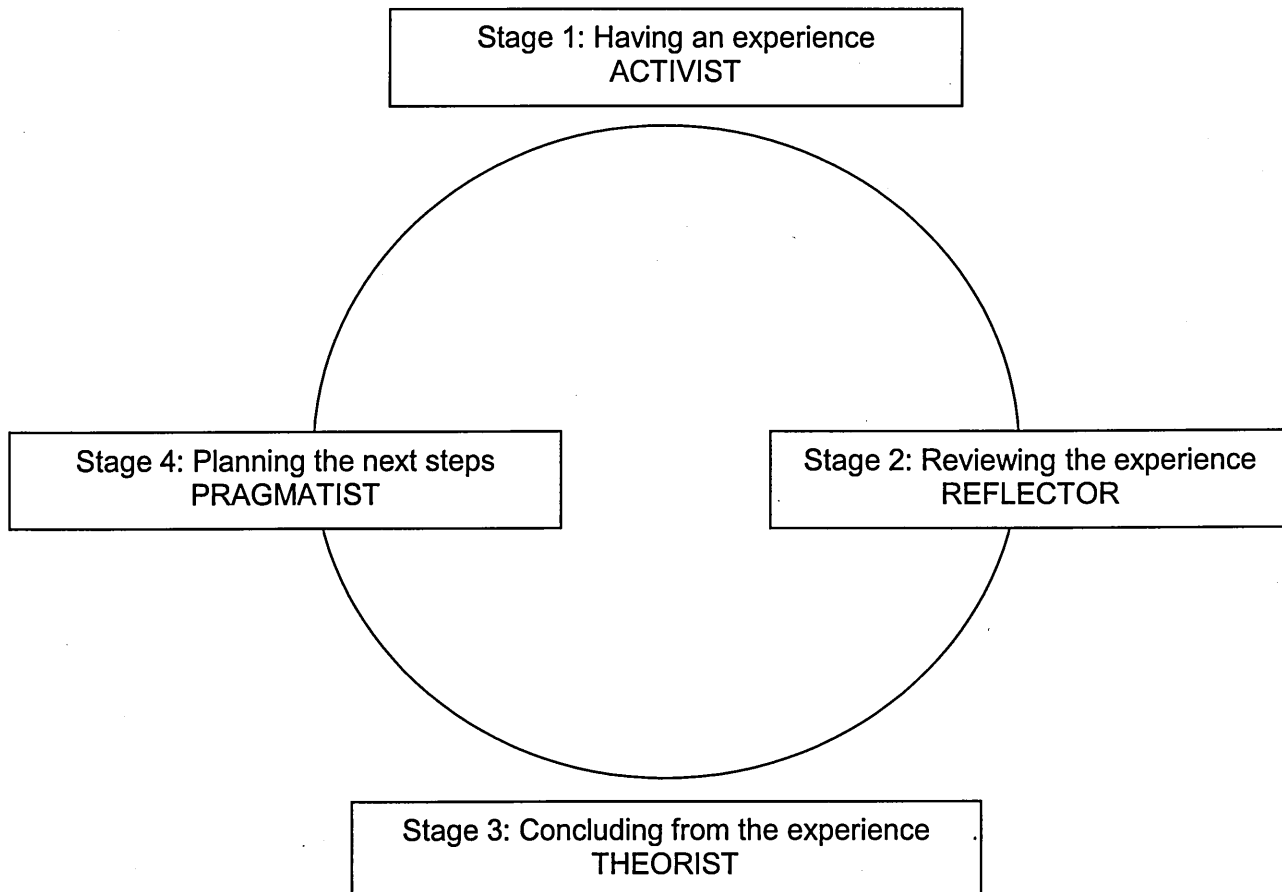 Stage 1: Having an experience
ACTIVIST
Stage 4: Planning the next steps
PRAGMATIST
Stage 2: Reviewing the experience
REFLECTOR
Stage 3: Concluding from the experience
THEORIST